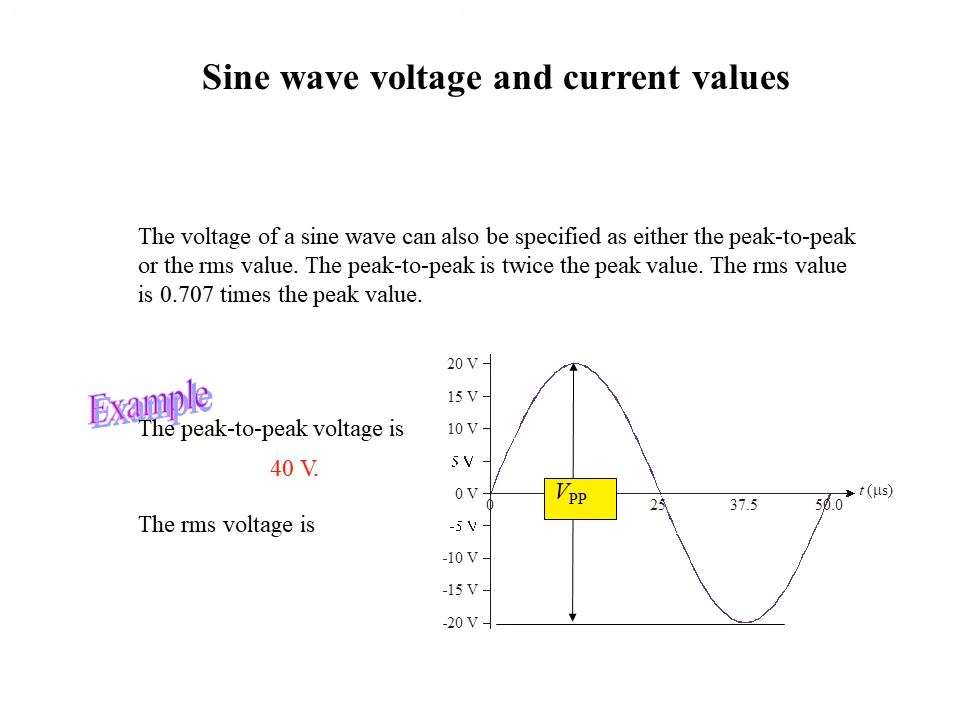 Sine wave voltage and current values
The voltage of a sine wave can also be specified as either the peak-to-peak
or the rms value. The peak-to-peak is twice the peak value. The rms value
is 0.707 times the peak value.
Example
The peak-to-peak voltage is
40 V.
The rms voltage is
20 V
15 V
10 V
5 V
0 V
-5 V
-10 V
-15 V
-20 V
V PP
0
25
37.5
50.0
t (μs)